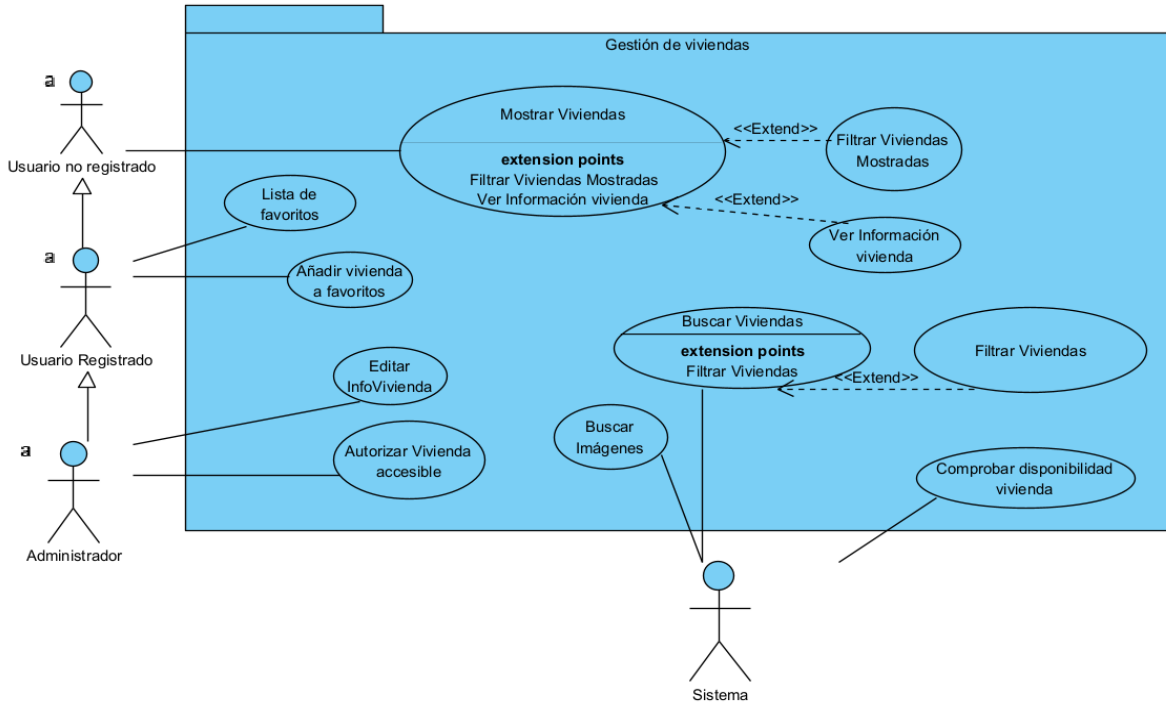 Gestión de viviendas
a
Usuario no registrado
Mostrar Viviendas
extension points
Filtrar Viviendas Mostradas
Ver Información vivienda
<<Extend>>
Filtrar Viviendas
Mostradas
<<Extend>>
Ver Información
vivienda
Lista de
favoritos
a
Añadir vivienda
a favoritos
Usuario Registrado
Buscar Viviendas
extension points
Filtrar Viviendas
<<Extend>>
Filtrar Viviendas
Editar
InfoVivienda
a
Autorizar Vivienda
accesible
Administrador
Buscar
Imágenes
Comprobar disponibilidad
vivienda
Sistema